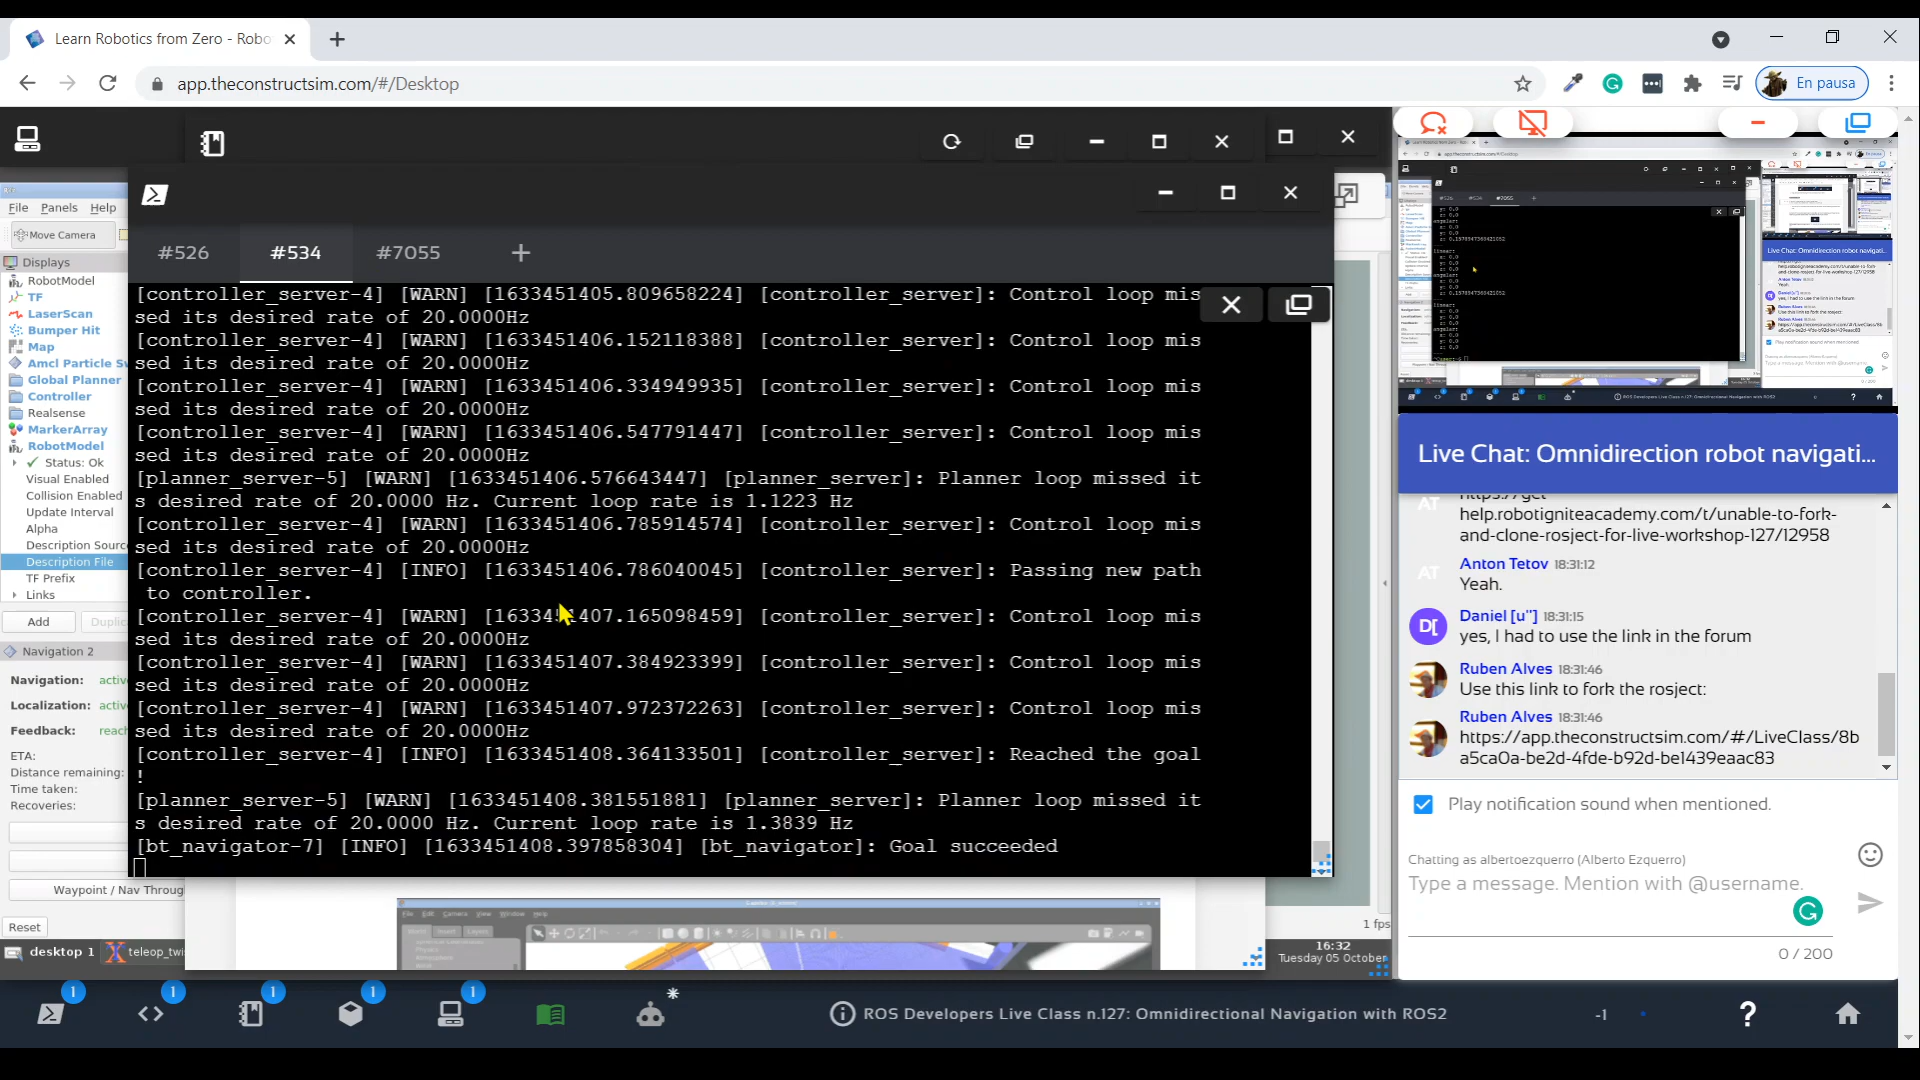 Learn Robotics from Zero - Robo
app.theconstructsim.com/#/Desktop
En pausa
File Panels Help
Move Camera
Displays
RobotModel
TF
LaserScan
Bumper Hit
Map
Amcl Particle Sw
Global Planner
Controller
Realsense
MarkerArray
RobotModel
Status: Ok
Visual Enabled
Collision Enabled
Update Interval
Alpha
Description Source
Description File
TF Prefix
Links
Add
Duplic
Navigation 2
Navigation: activ
Localization: activ
Feedback: reach
ETA:
Distance remaining:
Time taken:
Recoveries:
Waypoint / Nav Throug
Reset
desktop 1
teleop_twi
#526
#534
#7055
[controller_server-4] [WARN] [1633451405.809658224] [controller_server]: Control loop mis
sed its desired rate of 20.0000Hz
[controller_server-4] [WARN] [1633451406.152118388] [controller_server]: Control loop mis
sed its desired rate of 20.0000Hz
[controller_server-4] [WARN] [1633451406.334949935] [controller_server]: Control loop mis
sed its desired rate of 20.0000Hz
[controller_server-4] [WARN] [1633451406.547791447] [controller_server]: Control loop mis
sed its desired rate of 20.0000Hz
[planner_server-5] [WARN] [1633451406.576643447] [planner_server]: Planner loop missed it
s desired rate of 20.0000 Hz. Current loop rate is 1.1223 Hz
[controller_server-4] [WARN] [1633451406.785914574] [controller_server]: Control loop mis
sed its desired rate of 20.0000Hz
[controller_server-4] [INFO] [1633451406.786040045] [controller_server]: Passing new path
to controller.
[controller_server-4] [WARN] [1633451407.165098459] [controller_server]: Control loop mis
sed its desired rate of 20.0000Hz
[controller_server-4] [WARN] [1633451407.384923399] [controller_server]: Control loop mis
sed its desired rate of 20.0000Hz
[controller_server-4] [WARN] [1633451407.972372263] [controller_server]: Control loop mis
sed its desired rate of 20.0000Hz
[controller_server-4] [INFO] [1633451408.364133501] [controller_server]: Reached the goal
!
[planner_server-5] [WARN] [1633451408.381551881] [planner_server]: Planner loop missed it
s desired rate of 20.0000 Hz. Current loop rate is 1.3839 Hz
[bt_navigator-7] [INFO] [1633451408.397858304] [bt_navigator]: Goal succeeded
1 fps
16:32
Tuesday 05 October
Live Chat: Omnidirection robot navigati...
https://get-
help.robotigniteacademy.com/t/unable-to-fork-
and-clone-rosject-for-live-workshop-127/12958
AT
Anton Tetov 18:31:12
Yeah.
D[
Daniel [u"] 18:31:15
yes, I had to use the link in the forum
Ruben Alves 18:31:46
Use this link to fork the rosject:
Ruben Alves 18:31:46
https://app.theconstructsim.com/#/LiveClass/8b
a5ca0a-be2d-4fde-b92d-be1439eaac83
Play notification sound when mentioned.
Chatting as albertoezquerro (Alberto Ezquerro)
Type a message. Mention with @username.
0 / 200
1
1
1
1
1
ROS Developers Live Class n.127: Omnidirectional Navigation with ROS2
-1